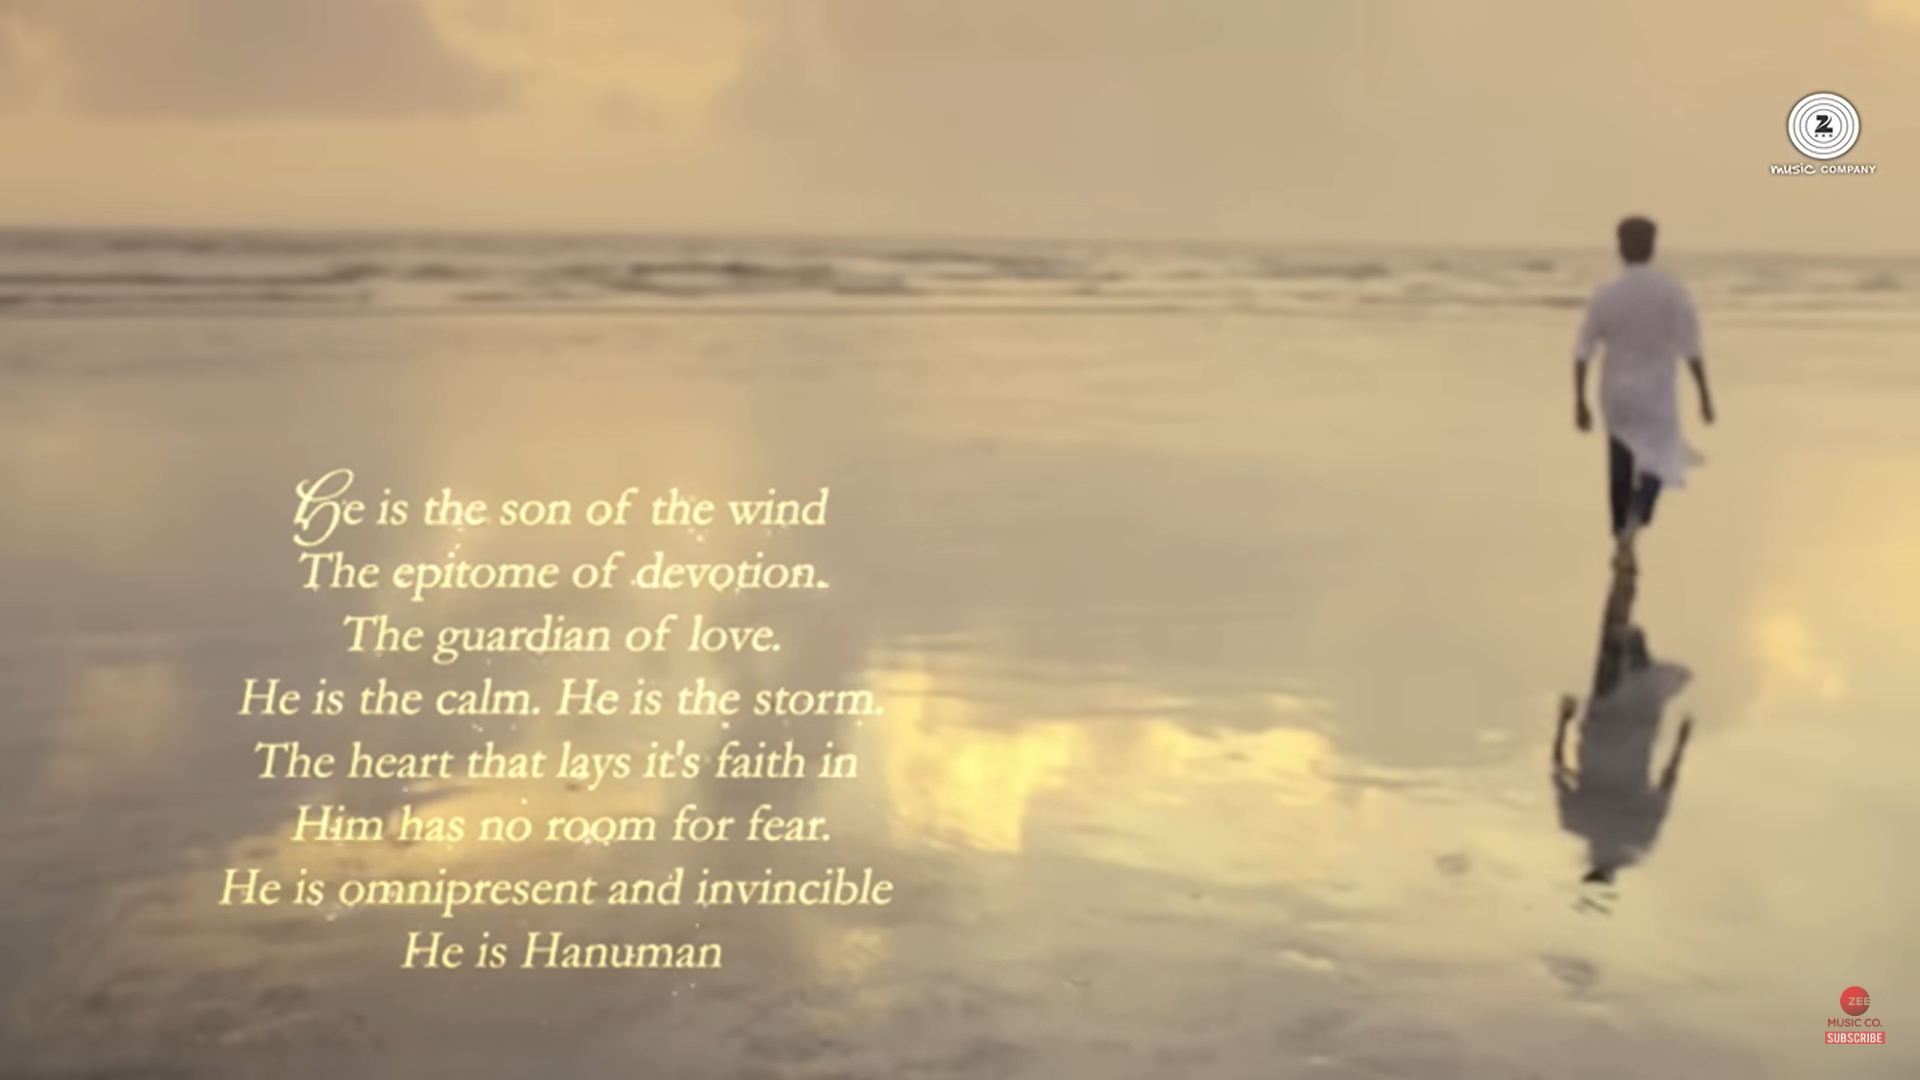 Z
ZEE
music COMPANY
He is the son of the wind
The epitome of devotion.
The guardian of love.
He is the calm. He is the storm.
The heart that lays it's faith in
Him has no room for fear.
He is omnipresent and invincible
He is Hanuman
ZEE
MUSIC CO.
SUBSCRIBE